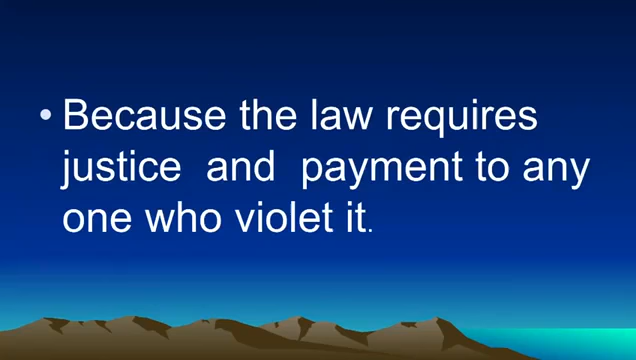 • Because the law requires
justice  and  payment to any
one who violet it.